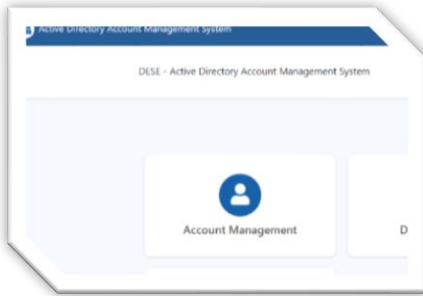 Active Directory Account Management System
DESE - Active Directory Account Management System
Account Management
D